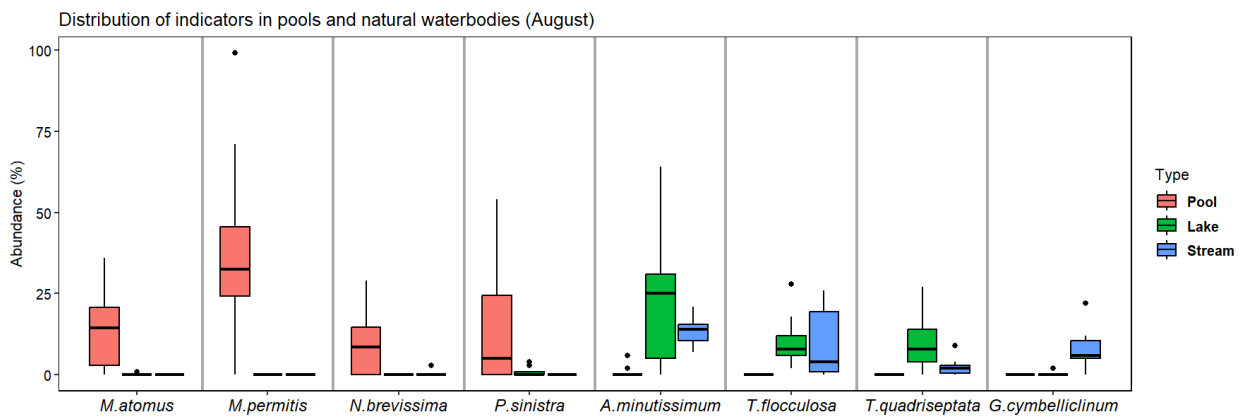 Distribution of indicators in pools and natural waterbodies (August)
100
75
50
25
0
Abundance (%)
M.atomus M.permitis N.brevissima P.sinistra A.minutissimum T.flocculosa T.quadriseptata G.cymbelliclinum
Type
Pool
Lake
Stream